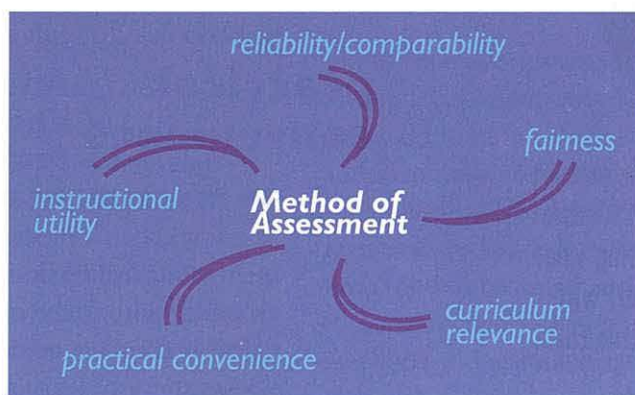 reliability/comparability
fairness
instructional
utility
Method of
Assessment
curriculum
relevance
practical convenience